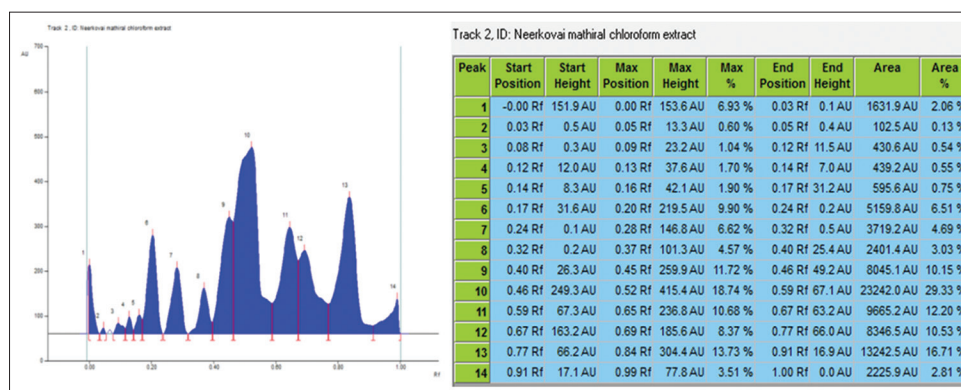 Track 2 , ID: Neerkovai mathiral chloroform extract
700
AU
600
500
400
300
200
100
0
1
2
3
4
5
6
7
8
9
10
11
12
13
14
0.00
0.20
0.40
0.60
0.80
1.00
Rf
Track 2, ID: Neerkovai mathiral chloroform extract
Peak Start Position Start Height Max Position Max Height Max % End Position End Height Area Area %
1 -0.00 Rf 151.9 AU 0.00 Rf 153.6 AU 6.93 % 0.03 Rf 0.1 AU 1631.9 AU 2.06 %
2 0.03 Rf 0.5 AU 0.05 Rf 13.3 AU 0.60 % 0.05 Rf 0.4 AU 102.5 AU 0.13 %
3 0.08 Rf 0.3 AU 0.09 Rf 23.2 AU 1.04 % 0.12 Rf 11.5 AU 430.6 AU 0.54 %
4 0.12 Rf 12.0 AU 0.13 Rf 37.6 AU 1.70 % 0.14 Rf 7.0 AU 439.2 AU 0.55 %
5 0.14 Rf 8.3 AU 0.16 Rf 42.1 AU 1.90 % 0.17 Rf 31.2 AU 595.6 AU 0.75 %
6 0.17 Rf 31.6 AU 0.20 Rf 219.5 AU 9.90 % 0.24 Rf 0.2 AU 5159.8 AU 6.51 %
7 0.24 Rf 0.1 AU 0.28 Rf 146.8 AU 6.62 % 0.32 Rf 0.5 AU 3719.2 AU 4.69 %
8 0.32 Rf 0.2 AU 0.37 Rf 101.3 AU 4.57 % 0.40 Rf 25.4 AU 2401.4 AU 3.03 %
9 0.40 Rf 26.3 AU 0.45 Rf 259.9 AU 11.72 % 0.46 Rf 49.2 AU 8045.1 AU 10.15 %
10 0.46 Rf 249.3 AU 0.52 Rf 415.4 AU 18.74 % 0.59 Rf 67.1 AU 23242.0 AU 29.33 %
11 0.59 Rf 67.3 AU 0.65 Rf 236.8 AU 10.68 % 0.67 Rf 63.2 AU 9665.2 AU 12.20 %
12 0.67 Rf 163.2 AU 0.69 Rf 185.6 AU 8.37 % 0.77 Rf 66.0 AU 8346.5 AU 10.53 %
13 0.77 Rf 66.2 AU 0.84 Rf 304.4 AU 13.73 % 0.91 Rf 16.9 AU 13242.5 AU 16.71 %
14 0.91 Rf 17.1 AU 0.99 Rf 77.8 AU 3.51 % 1.00 Rf 0.0 AU 2225.9 AU 2.81 %